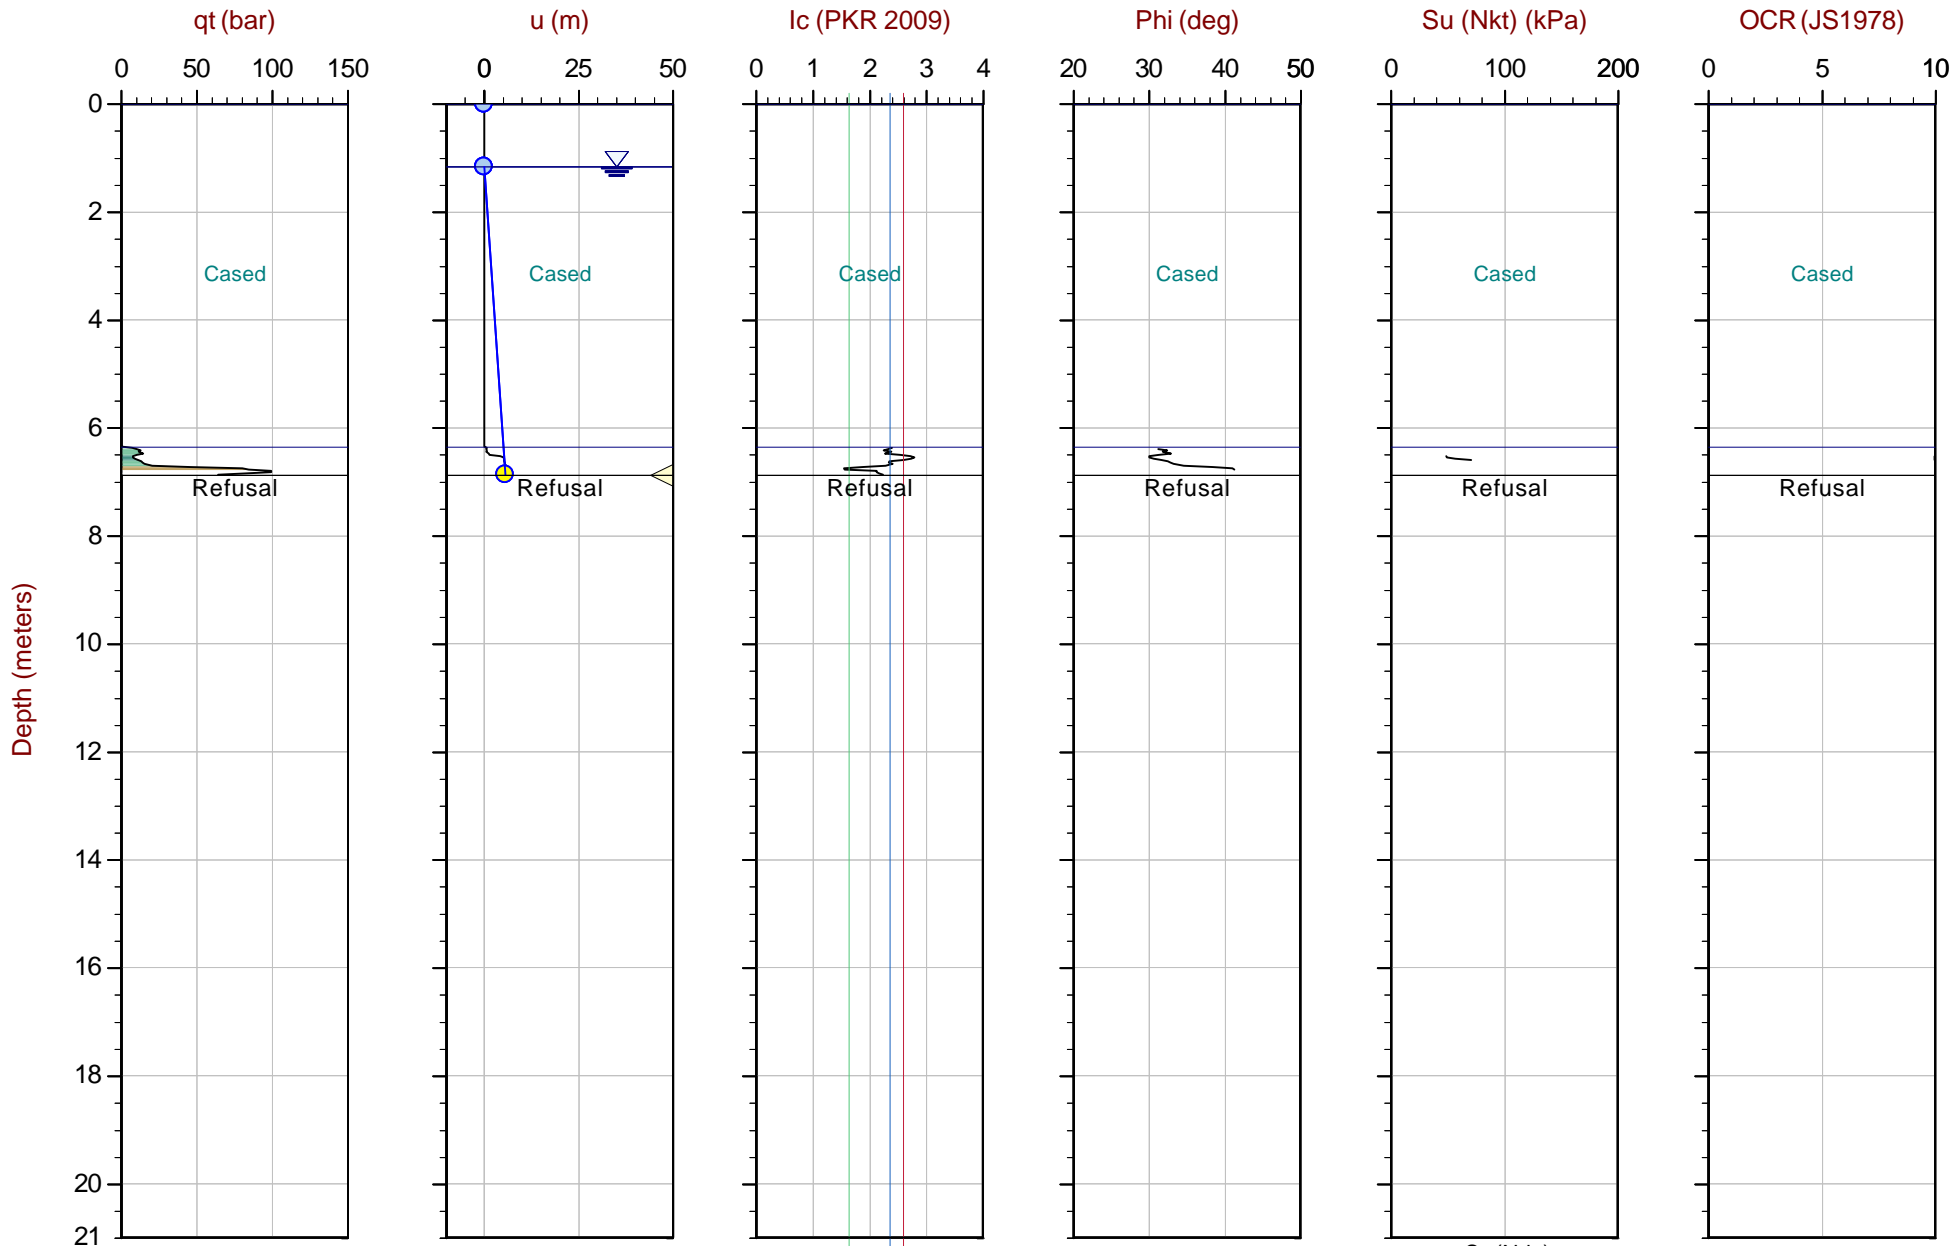 qt (bar) u (m) Ic (PKR 2009) Phi (deg) Su (Nkt) (kPa) OCR (JS1978)
0 50 100 150 0 25 50 0 1 2 3 4 20 30 40 50 0 100 200 0 5 10
0
2
Cased Cased Cased Cased Cased Cased
4
6
Refusal Refusal Refusal Refusal Refusal Refusal
8
10
12
14
16
18
20
21
Depth (meters)